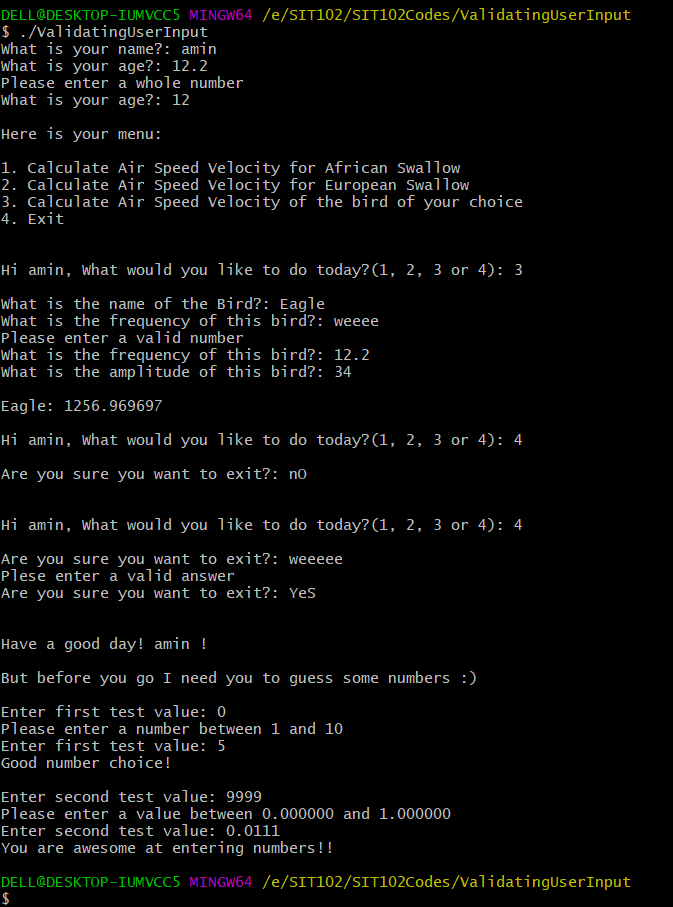 DELL@DESKTOP-IUMVCC5 MINGW64 /e/SIT102/SIT102Codes/ValidatingUserInput
$ ./ValidatingUserInput
What is your name?: amin
What is your age?: 12.2
Please enter a whole number
What is your age?: 12
Here is your menu:
1. Calculate Air Speed Velocity for African Swallow
2. Calculate Air Speed Velocity for European Swallow
3. Calculate Air Speed Velocity of the bird of your choice
4. Exit
Hi amin, What would you like to do today?(1, 2, 3 or 4): 3
What is the name of the Bird?: Eagle
What is the frequency of this bird?: weeee
Please enter a valid number
What is the frequency of this bird?: 12.2
What is the amplitude of this bird?: 34
Eagle: 1256.969697
Hi amin, What would you like to do today?(1, 2, 3 or 4): 4
Are you sure you want to exit?: nO
Hi amin, What would you like to do today?(1, 2, 3 or 4): 4
Are you sure you want to exit?: weeeee
Plese enter a valid answer
Are you sure you want to exit?: YeS
Have a good day! amin !
But before you go I need you to guess some numbers :)
Enter first test value: 0
Please enter a number between 1 and 10
Enter first test value: 5
Good number choice!
Enter second test value: 9999
Please enter a value between 0.000000 and 1.000000
Enter second test value: 0.0111
You are awesome at entering numbers!!
DELL@DESKTOP-IUMVCC5 MINGW64 /e/SIT102/SIT102Codes/ValidatingUserInput
$